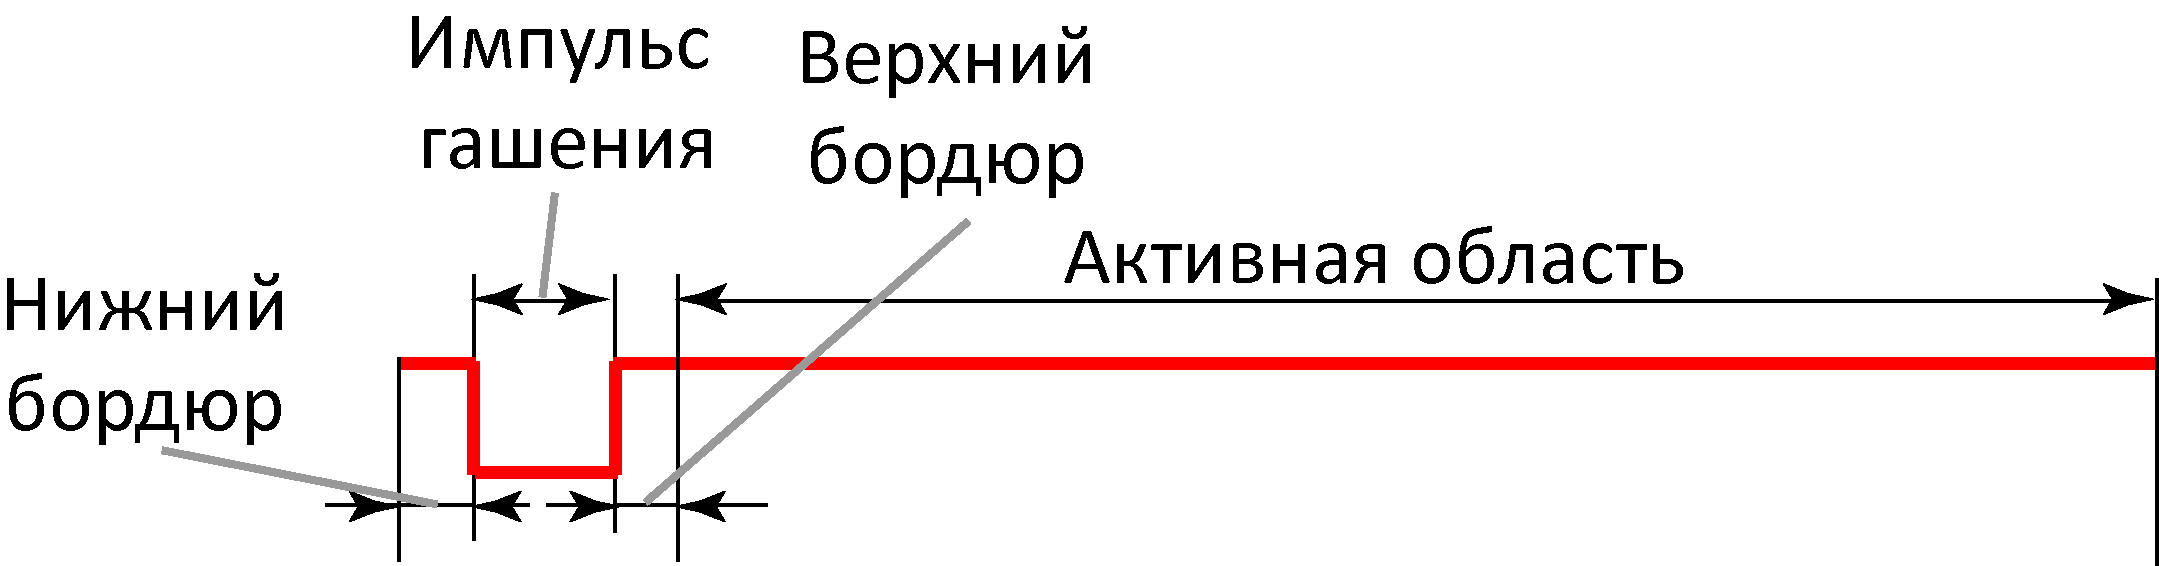 Импульс
гашения
Верхний
бордюр
Активная область
Нижний
бордюр